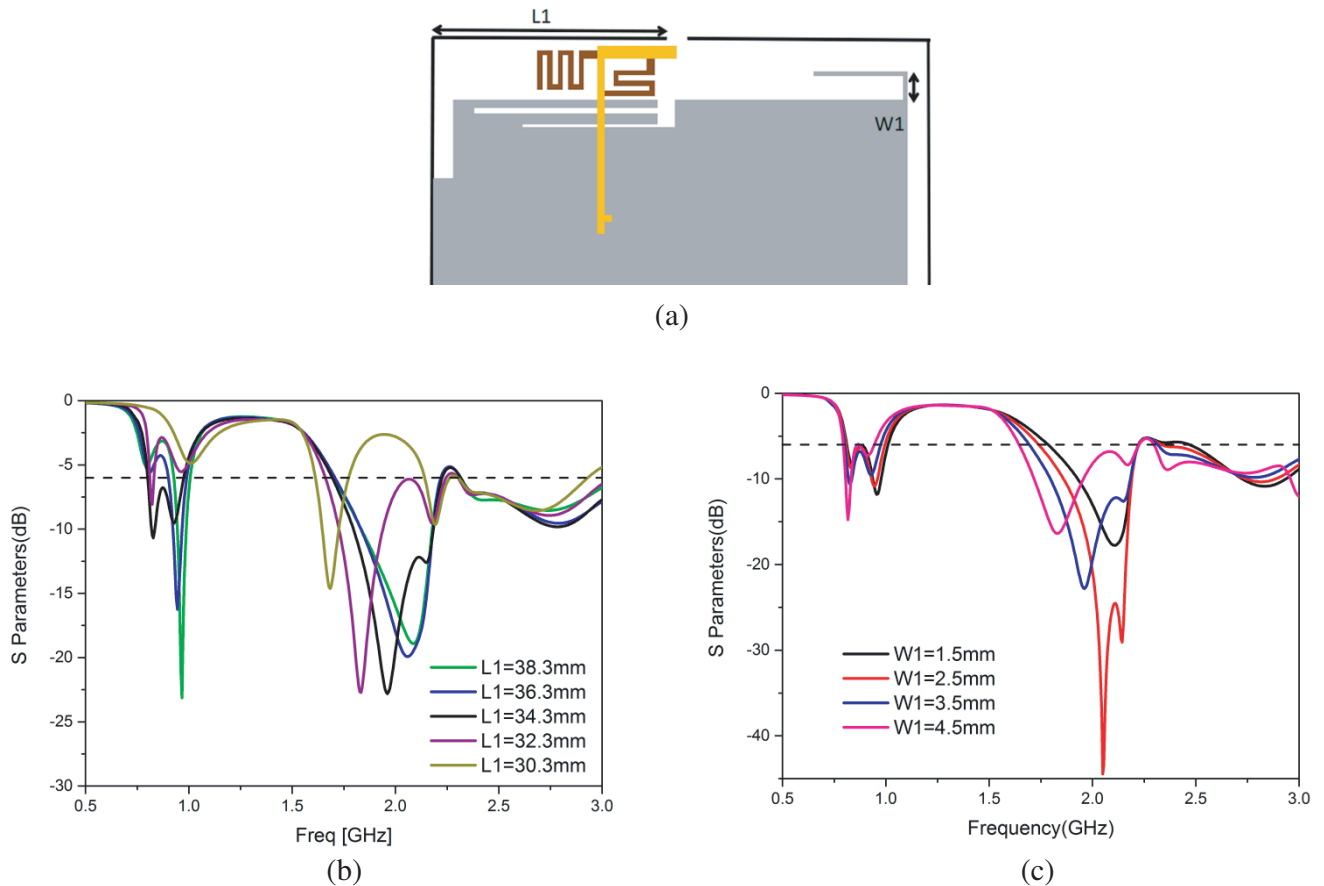 L1
W1
(a)
0
-5
-10
-15
-20
-25
-30
S Parameters(dB)
L1=38.3mm
L1=36.3mm
L1=34.3mm
L1=32.3mm
L1=30.3mm
0.5 1.0 1.5 2.0 2.5 3.0
Freq [GHz]
(b)
0
-10
-20
-30
-40
S Parameters(dB)
W1=1.5mm
W1=2.5mm
W1=3.5mm
W1=4.5mm
0.5 1.0 1.5 2.0 2.5 3.0
Frequency(GHz)
(c)